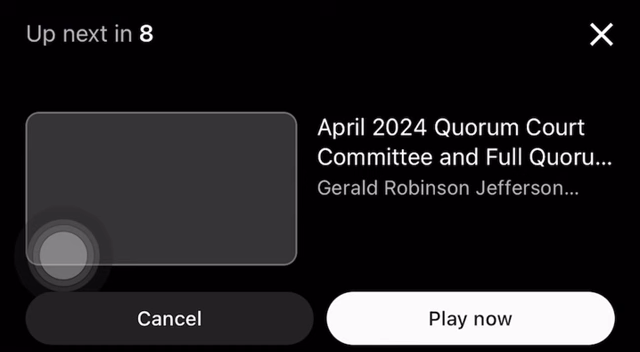 Up next in 8
April 2024 Quorum Court
Committee and Full Quoru...
Gerald Robinson Jefferson...
Cancel
Play now